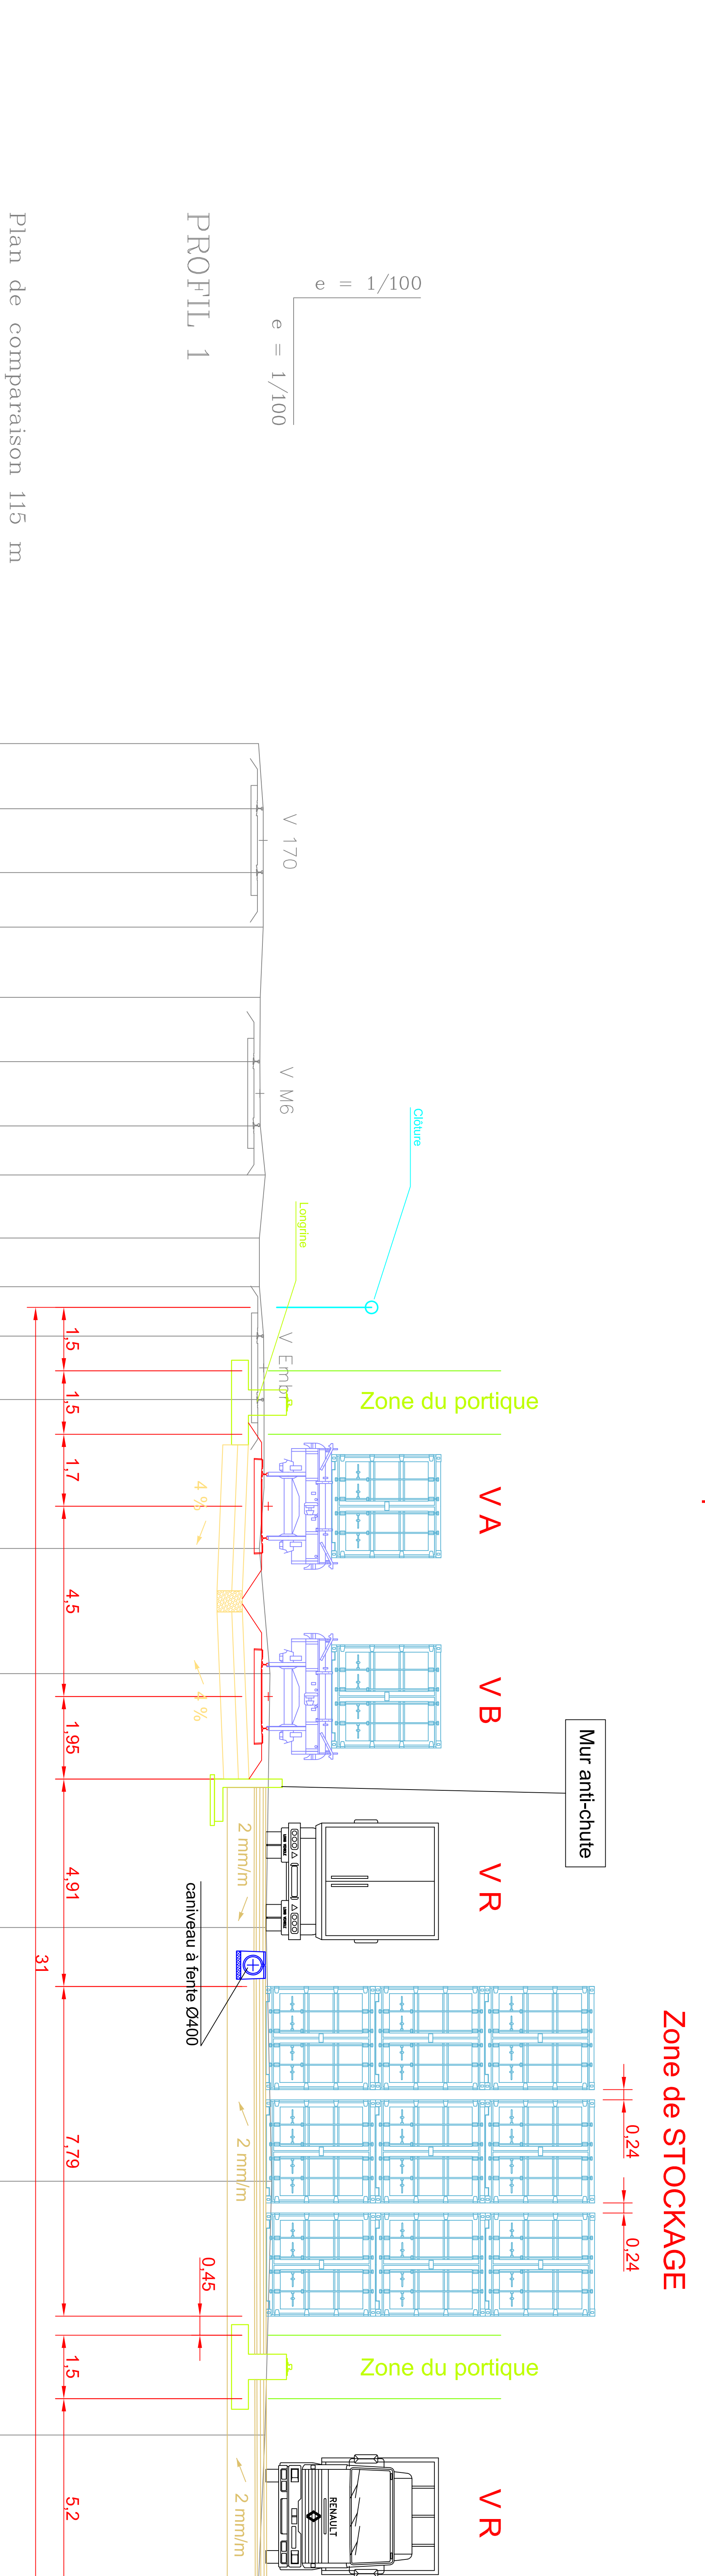 e = 1/100
e = 1/100
PROFIL 1
Plan de comparaison 115 m
V 170
V M6
V Embr
Clôture
Longrine
Zone du portique
V A
V B
Mur anti-chute
V R
Zone de STOCKAGE
0,24
0,24
Zone du portique
V R
RENAULT
4 %
4 %
2 mm/m
caniveau à fente Ø400
2 mm/m
2 mm/m
0,45
1,5
1,5
1,7
4,5
1,95
4,91
7,79
1,5
5,2
31